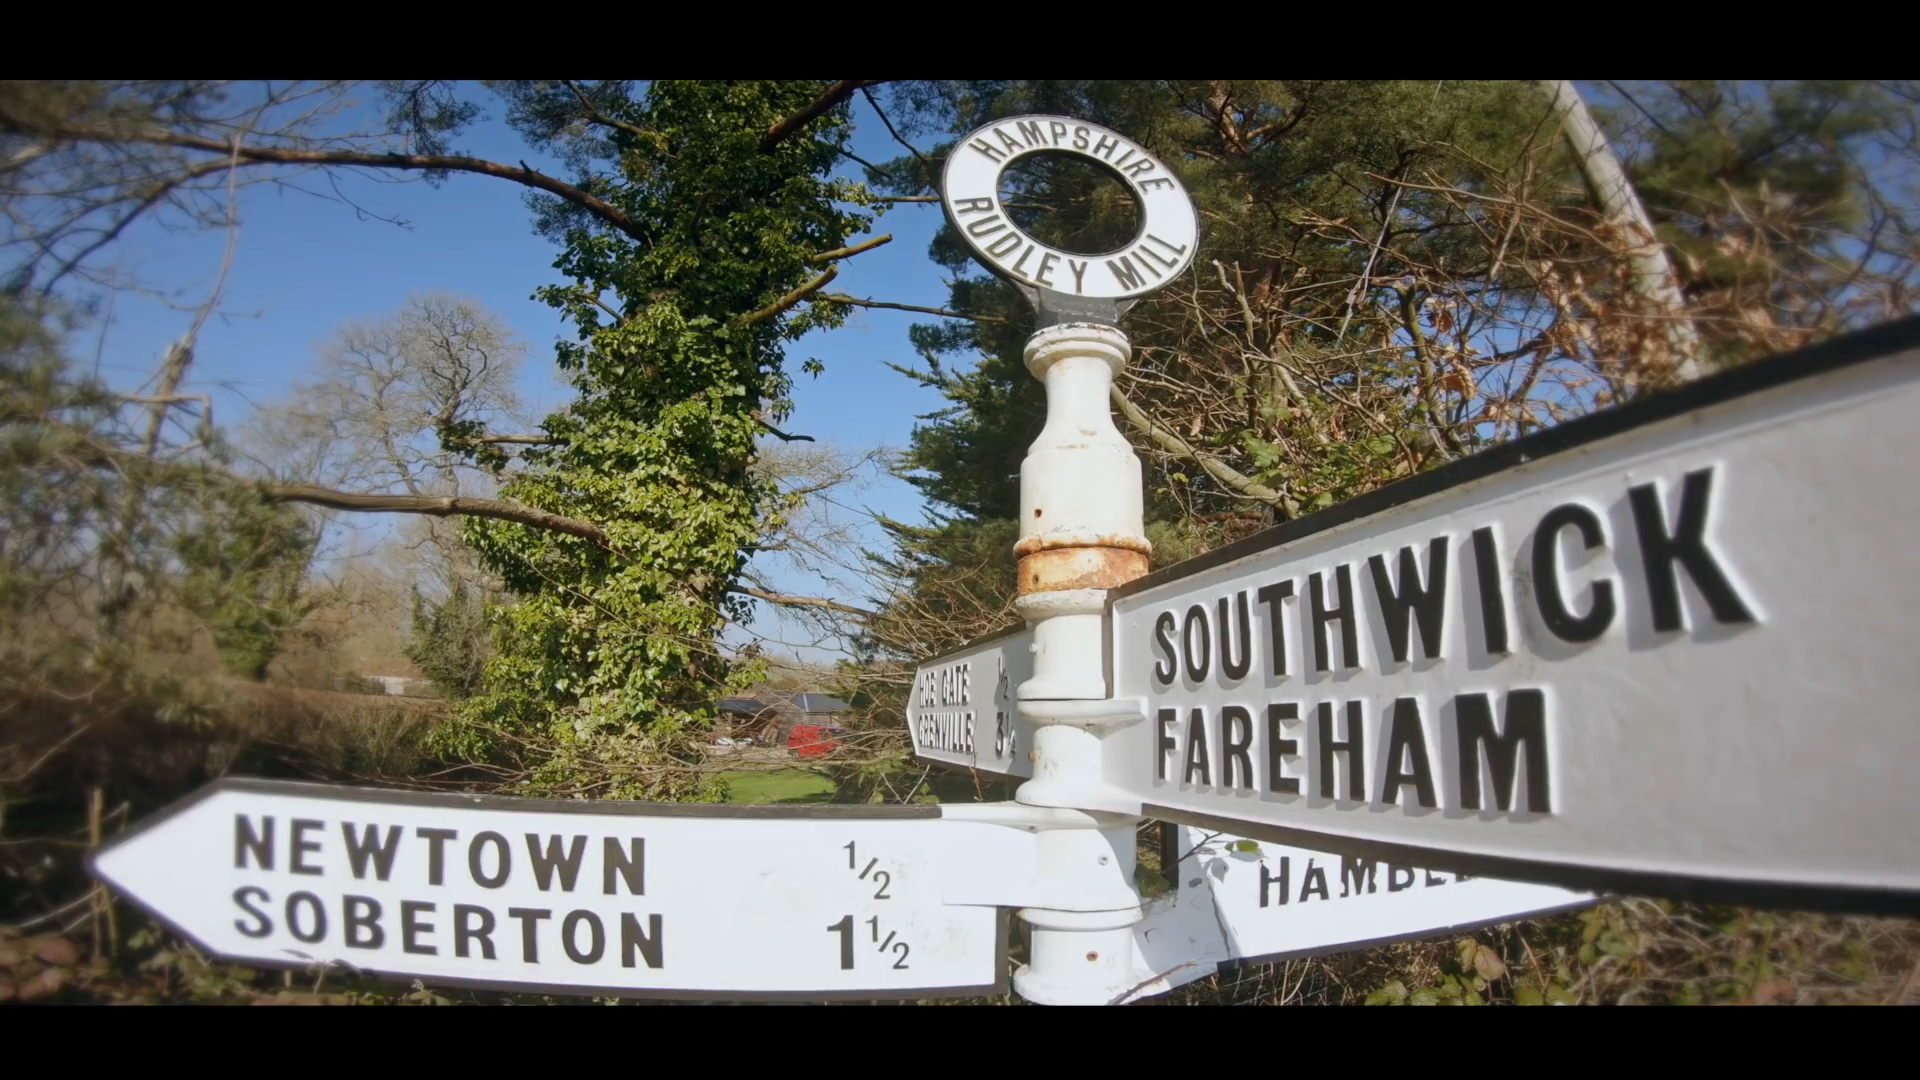 HAMPSHIRE
RUDLEY MILL
SOUTHWICK
FAREHAM
HOE GATE ½
GRENVILLE 3¼
NEWTOWN ½
SOBERTON 1½